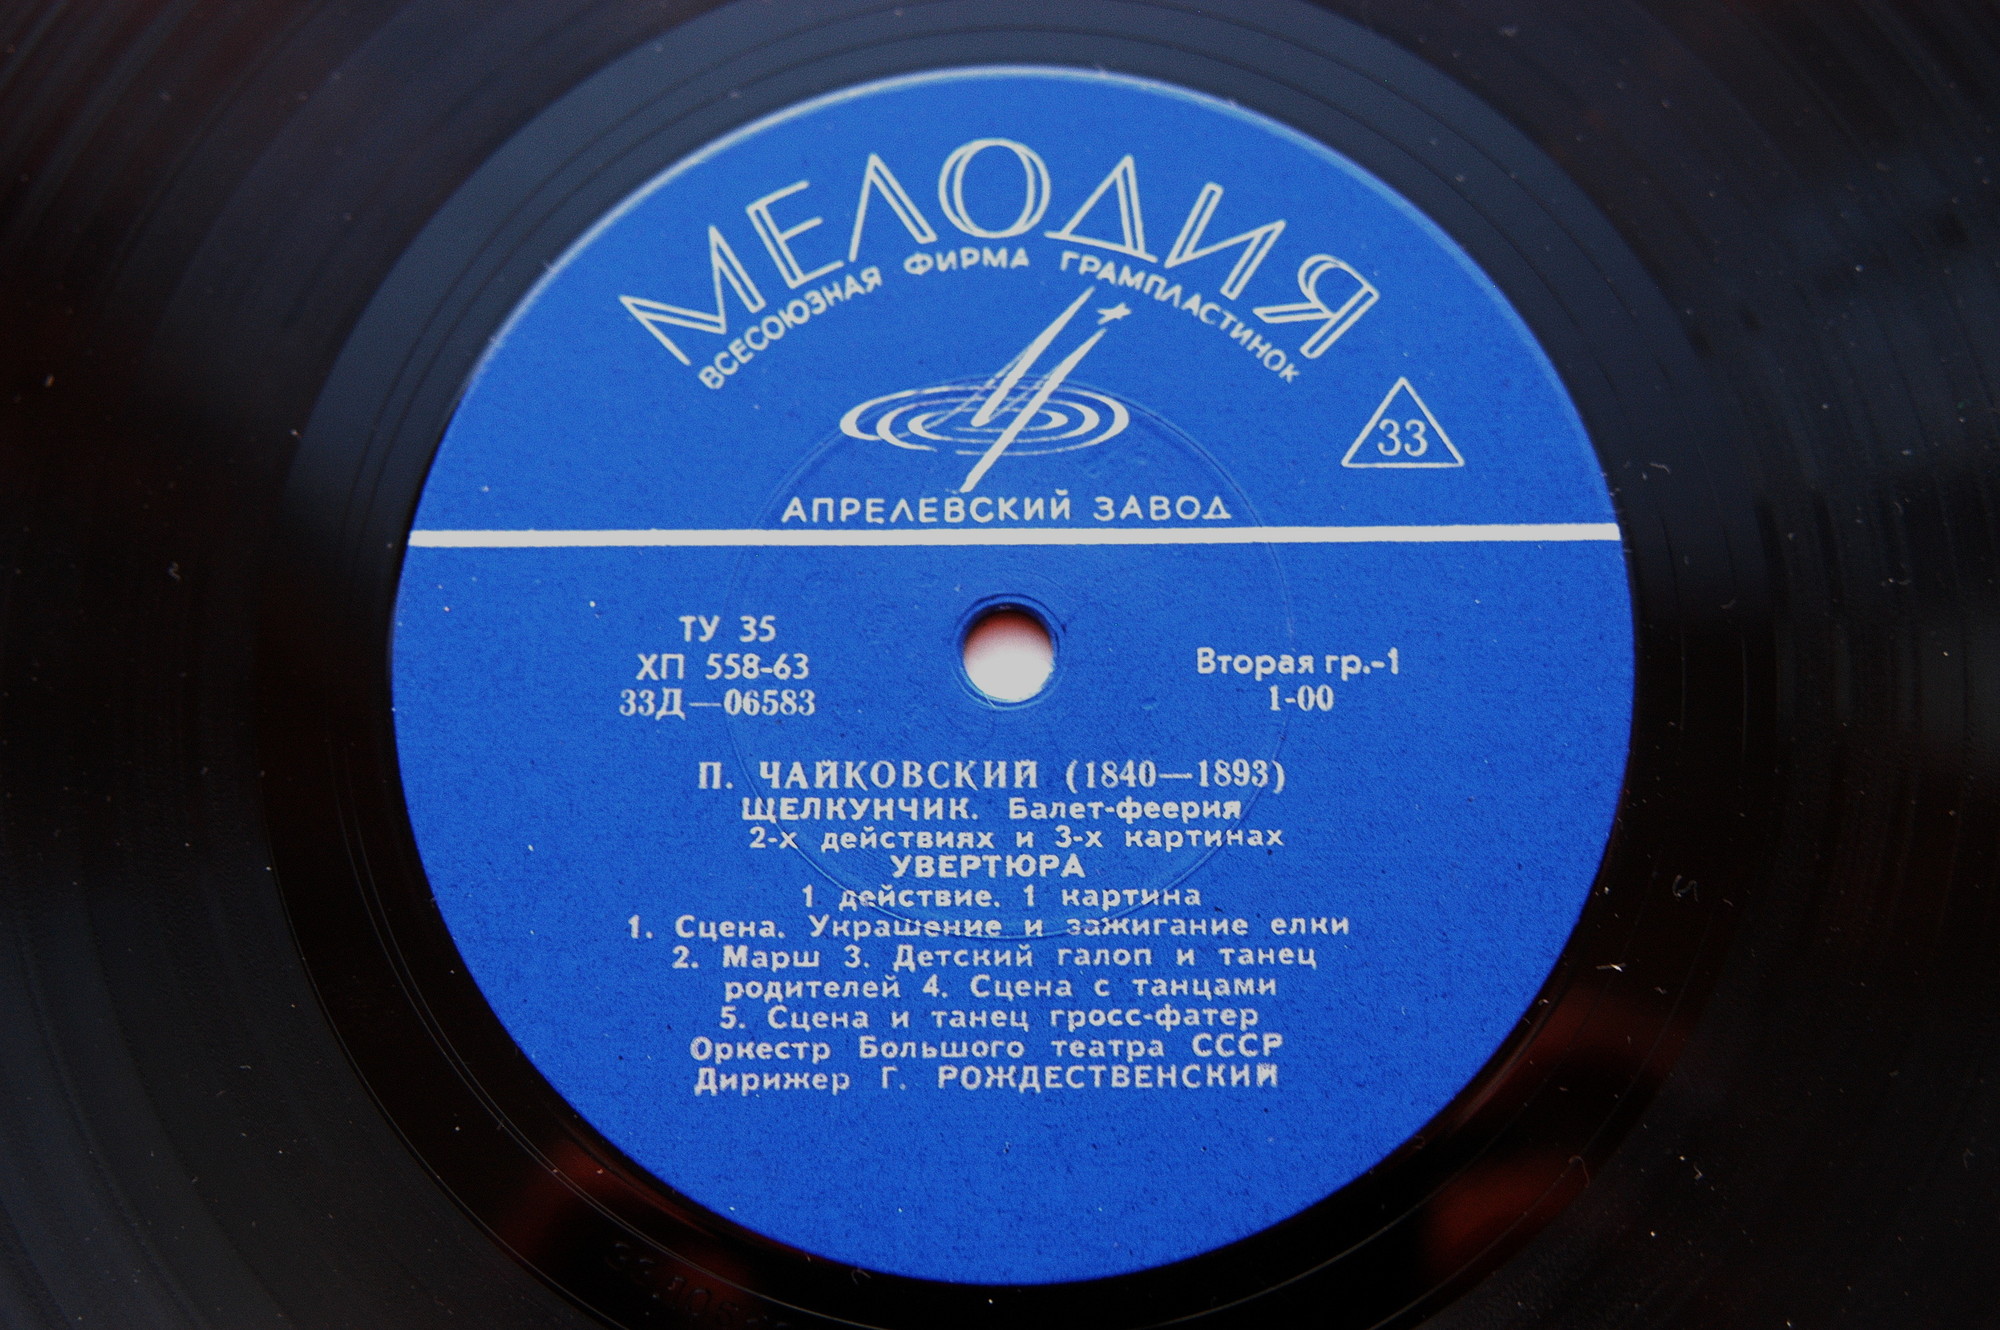 МЕЛОДИЯ
ВСЕСОЮЗНАЯ ФИРМА ГРАМПЛАСТИНОК
33
АПРЕЛЕВСКИЙ ЗАВОД
ТУ 35
ХП 558-63
33Д—06583
Вторая гр.-1
1-00
П. ЧАЙКОВСКИЙ (1840—1893)
ЩЕЛКУНЧИК. Балет-феерия
2-х действиях и 3-х картинах
УВЕРТЮРА
1 действие. 1 картина
1. Сцена. Украшение и зажигание елки
2. Марш 3. Детский галоп и танец
родителей 4. Сцена с танцами
5. Сцена и танец гросс-фатер
Оркестр Большого театра СССР
Дирижер Г. РОЖДЕСТВЕНСКИЙ